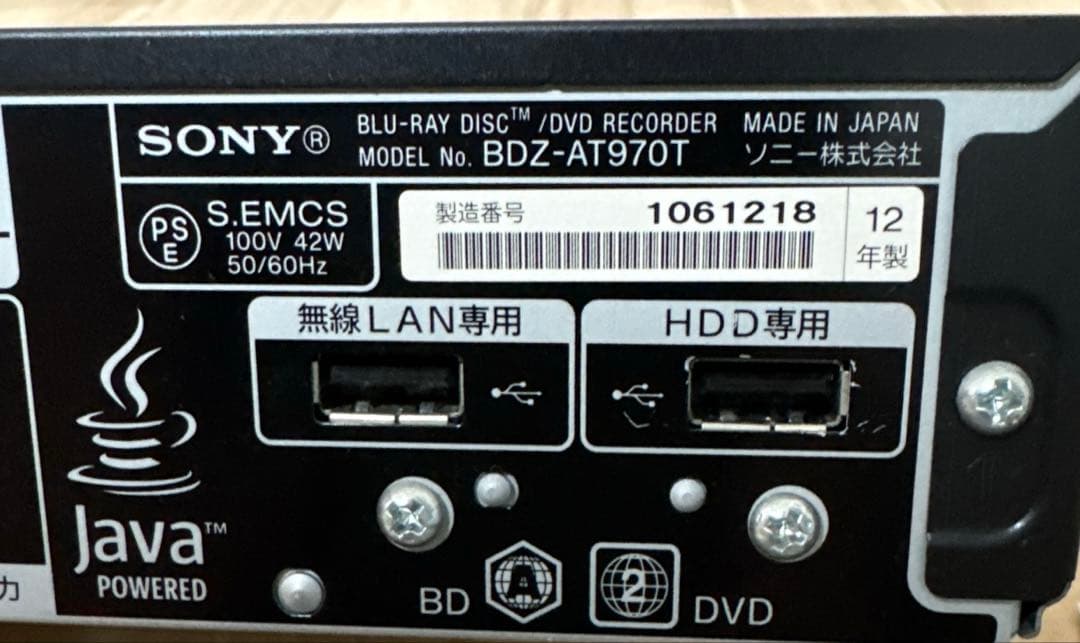 SONY®
BLU-RAY DISC™ /DVD RECORDER
MODEL No. BDZ-AT970T
MADE IN JAPAN
ソニー株式会社
PSE
S.EMCS
100V 42W
50/60Hz
製造番号 1061218
12
年製
無線LAN専用
HDD専用
Java™
POWERED
力
BD
A
2
DVD